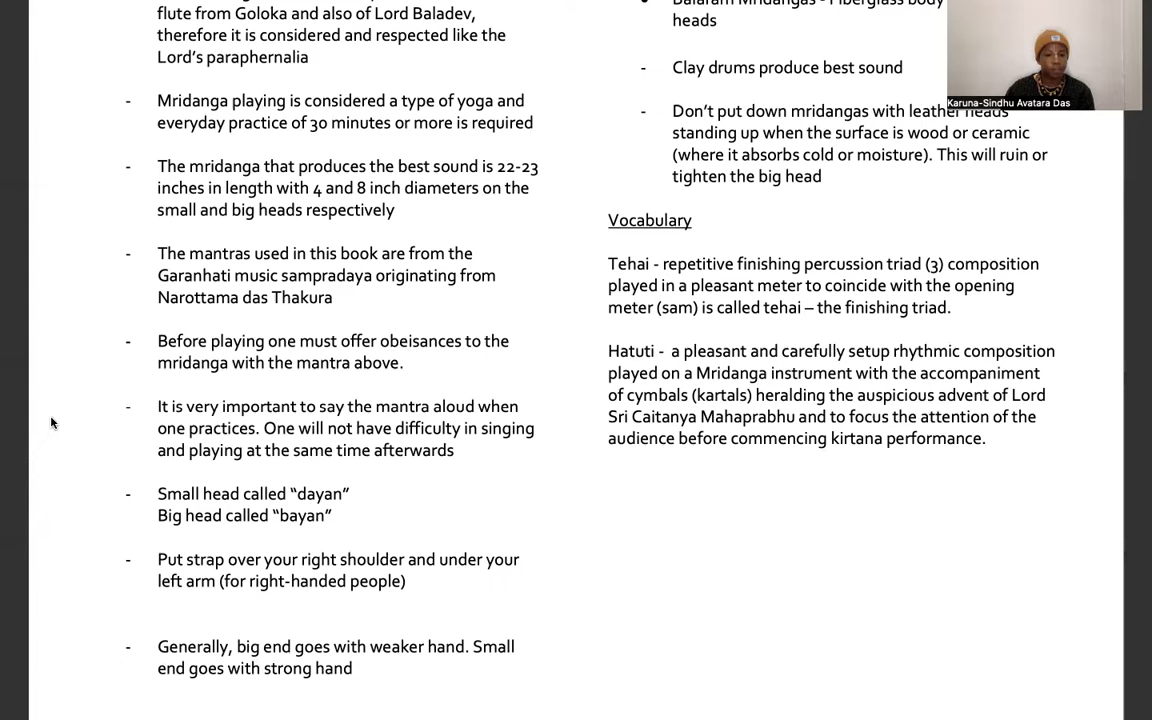 flute from Goloka and also of Lord Baladev,
therefore it is considered and respected like the
Lord's paraphernalia
- Mridanga playing is considered a type of yoga and
everyday practice of 30 minutes or more is required
- The mridanga that produces the best sound is 22-23
inches in length with 4 and 8 inch diameters on the
small and big heads respectively
- The mantras used in this book are from the
Garanhati music sampradaya originating from
Narottama das Thakura
- Before playing one must offer obeisances to the
mridanga with the mantra above.
- It is very important to say the mantra aloud when
one practices. One will not have difficulty in singing
and playing at the same time afterwards
- Small head called “dayan”
Big head called “bayan”
- Put strap over your right shoulder and under your
left arm (for right-handed people)
- Generally, big end goes with weaker hand. Small
end goes with strong hand
• Balaram Mridangas - Fiberglass body
heads
- Clay drums produce best sound
- Don't put down mridangas with leather heads
standing up when the surface is wood or ceramic
(where it absorbs cold or moisture). This will ruin or
tighten the big head
Vocabulary
Tehai - repetitive finishing percussion triad (3) composition
played in a pleasant meter to coincide with the opening
meter (sam) is called tehai – the finishing triad.
Hatuti - a pleasant and carefully setup rhythmic composition
played on a Mridanga instrument with the accompaniment
of cymbals (kartals) heralding the auspicious advent of Lord
Sri Caitanya Mahaprabhu and to focus the attention of the
audience before commencing kirtana performance.
Karuna-Sindhu Avatara Das